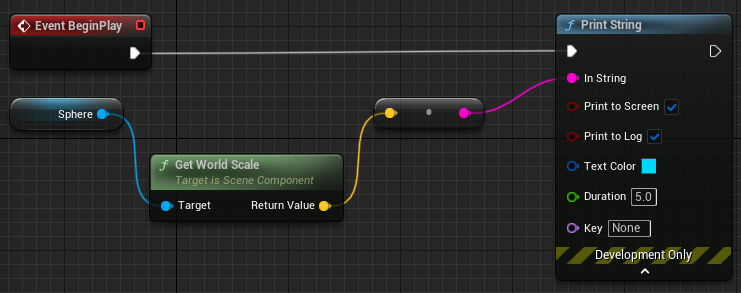 Event BeginPlay
Sphere
f Get World Scale
Target is Scene Component
Target Return Value
f Print String
In String
Print to Screen
Print to Log
Text Color
Duration 5.0
Key None
Development Only